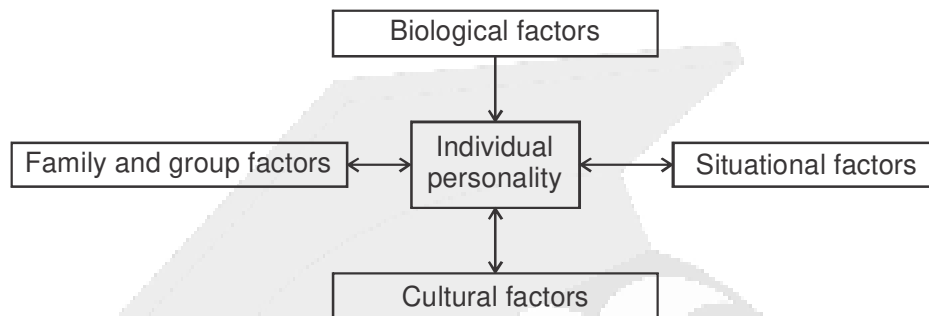 Biological factors
Family and group factors
Individual
personality
Situational factors
Cultural factors